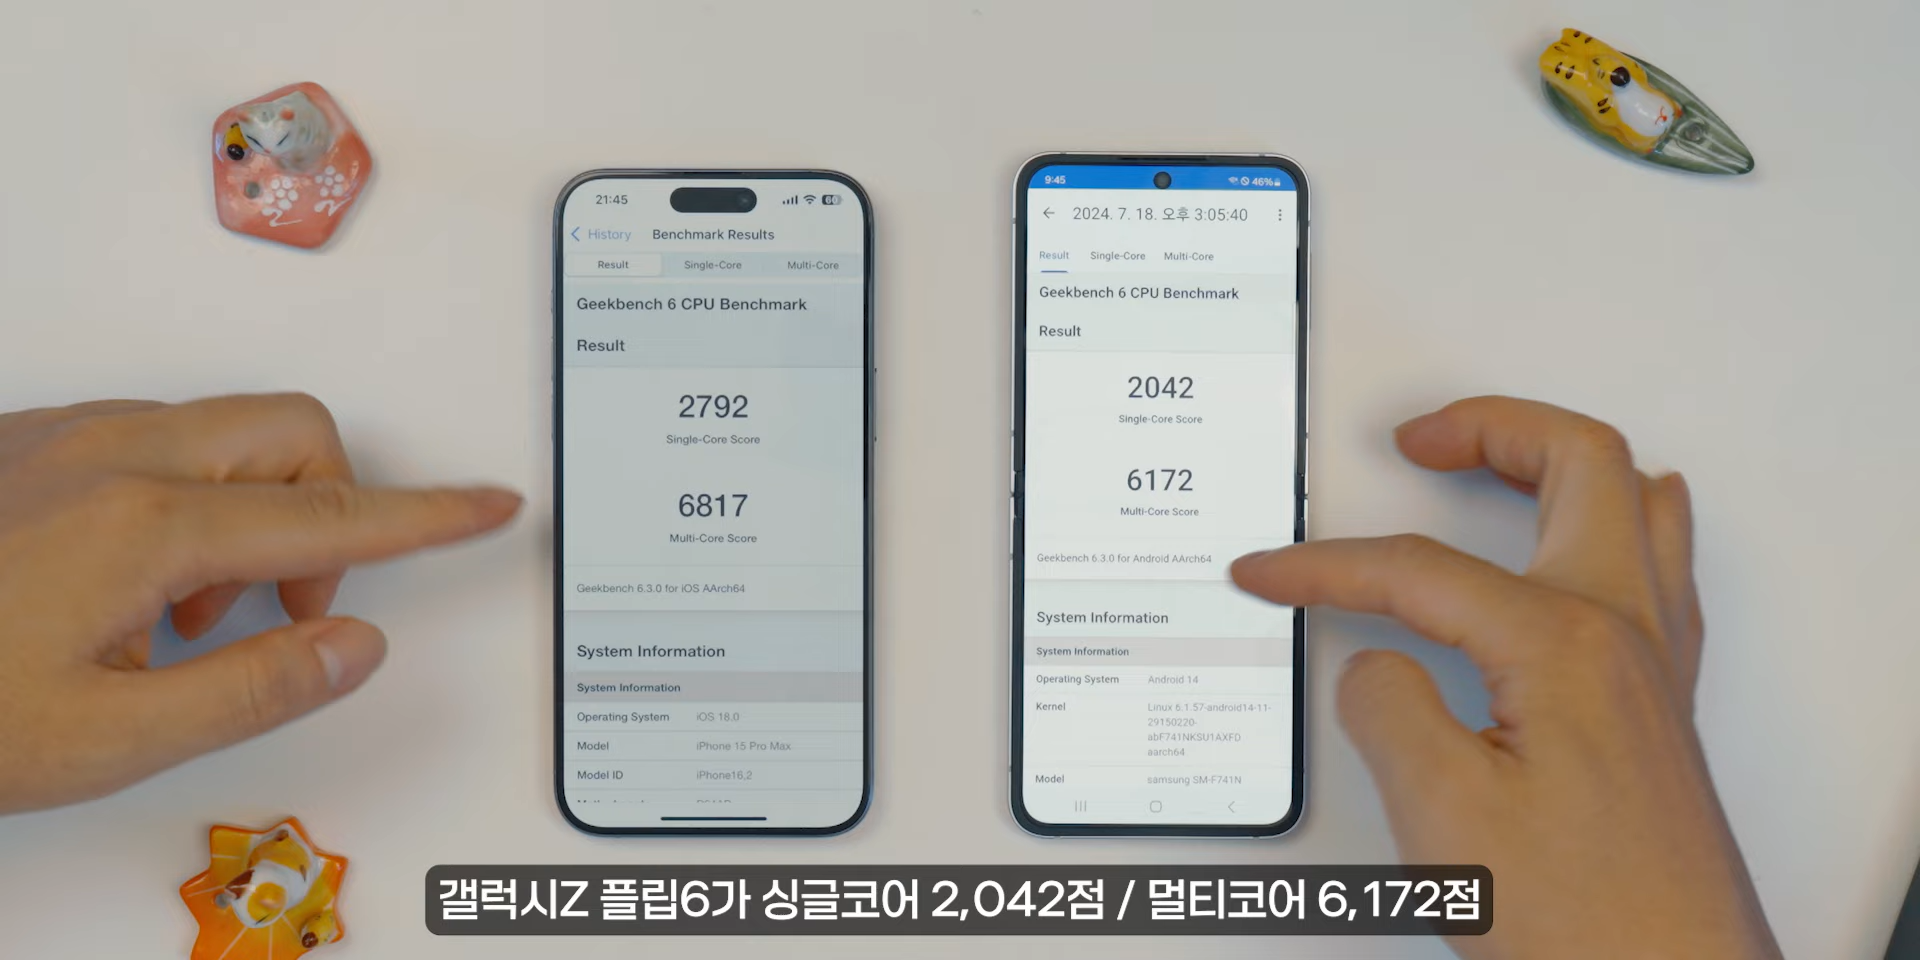 21:45
History
Benchmark Results
Result
Single-Core
Multi-Core
Geekbench 6 CPU Benchmark
Result
2792
Single-Core Score
6817
Multi-Core Score
Geekbench 6.3.0 for iOS AArch64
System Information
System Information
Operating System iOS 18.0
Model iPhone 15 Pro Max
Model ID iPhone16,2
9:45
46%
2024. 7. 18. 오후 3:05:40
Result
Single-Core
Multi-Core
Geekbench 6 CPU Benchmark
Result
2042
Single-Core Score
6172
Multi-Core Score
Geekbench 6.3.0 for Android AArch64
System Information
System Information
Operating System Android 14
Kernel Linux 6.1.57-android14-11-
29150220-
abF741NKSU1AXFD
aarch64
Model samsung SM-F741N
갤럭시Z 플립6가 싱글코어 2,042점 / 멀티코어 6,172점